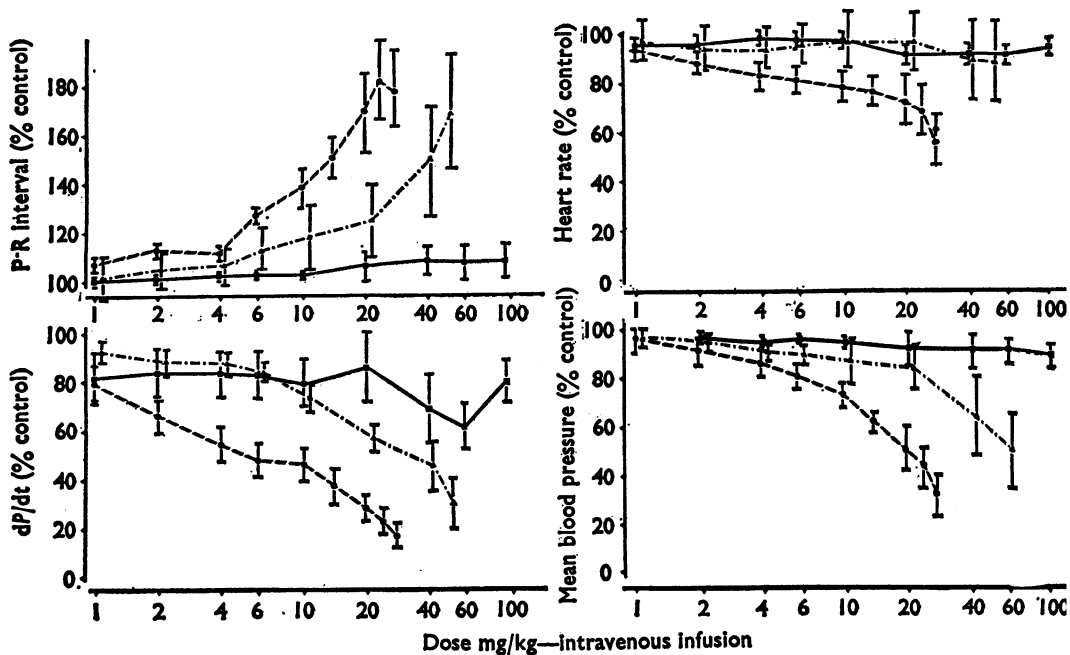 P-R interval (% control)
180
160
140
120
100
1 2 4 6 10 20 40 60 100
Heart rate (% control)
100
80
60
40
20
0
1 2 4 6 10 20 40 60 100
dP/dt (% control)
100
80
60
40
20
0
1 2 4 6 10 20 40 60 100
Mean blood pressure (% control)
100
80
60
40
20
0
1 2 4 6 10 20 40 60 100
Dose mg/kg—intravenous infusion